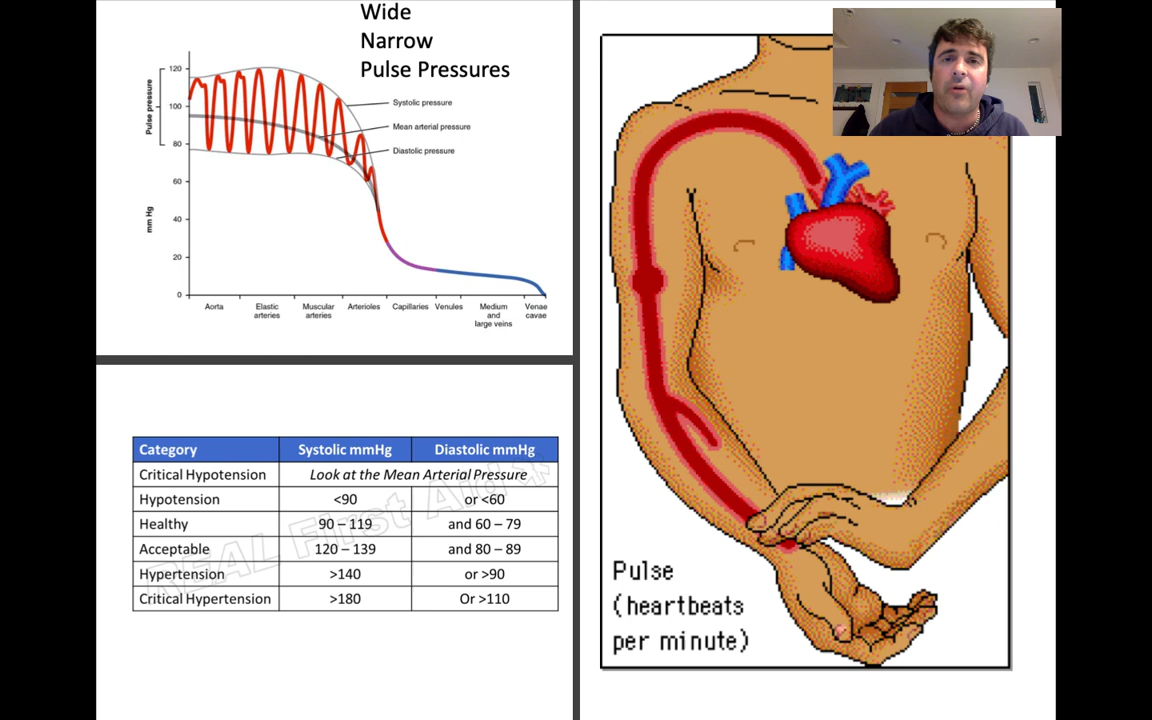 Wide
Narrow
Pulse Pressures
120
100
80
60
40
20
0
Pulse pressure
mm Hg
Systolic pressure
Mean arterial pressure
Diastolic pressure
Aorta
Elastic
arteries
Muscular
arteries
Arterioles
Capillaries
Venules
Medium
and
large veins
Venae
cavae
Category Systolic mmHg Diastolic mmHg
Critical Hypotension Look at the Mean Arterial Pressure
Hypotension <90 or <60
Healthy 90 – 119 and 60 – 79
Acceptable 120 – 139 and 80 – 89
Hypertension >140 or >90
Critical Hypertension >180 Or >110
REAL First Aid
Pulse
(heartbeats
per minute)